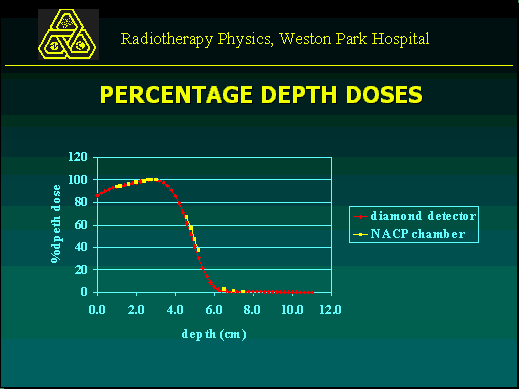 Radiotherapy Physics, Weston Park Hospital
PERCENTAGE DEPTH DOSES
120
100
80
60
40
20
0
%dpeth dose
0.0 2.0 4.0 6.0 8.0 10.0 12.0
depth (cm)
diamond detector
NACP chamber